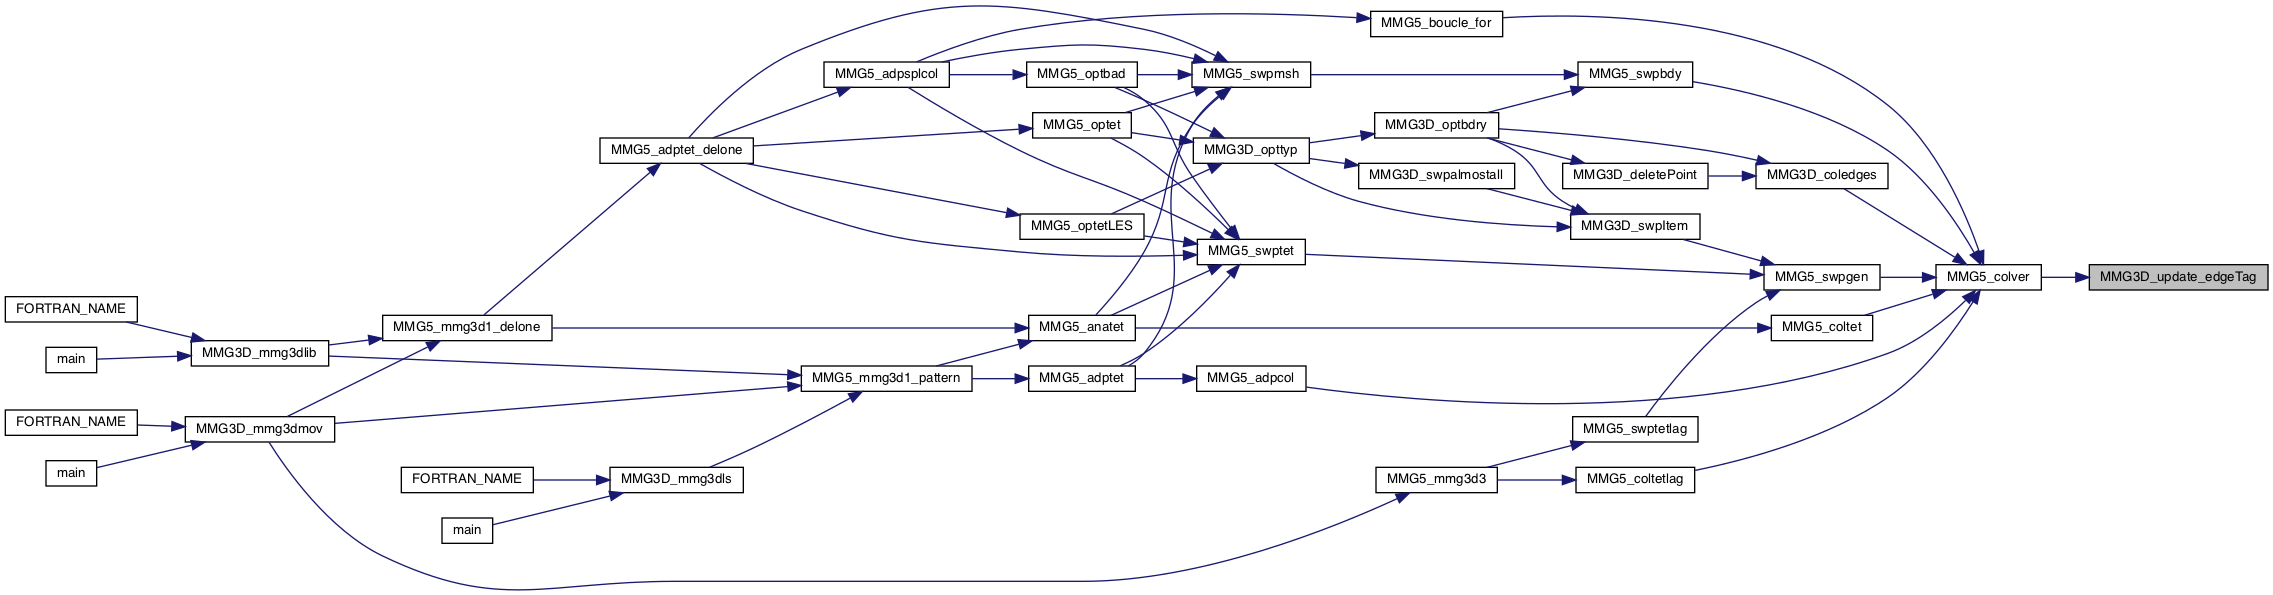 MMG5_boucle_for
MMG5_adpsplcol
MMG5_optbad
MMG5_swpmsh
MMG5_swpbdy
MMG5_optet
MMG3D_optbdry
MMG5_adptet_delone
MMG3D_opttyp
MMG3D_swpalmostall
MMG3D_deletePoint
MMG3D_coledges
MMG5_optetLES
MMG3D_swpItem
MMG5_swptet
MMG5_swpgen
MMG5_colver
MMG3D_update_edgeTag
FORTRAN_NAME
MMG5_mmg3d1_delone
MMG5_anatet
MMG5_coltet
main
MMG3D_mmg3dlib
MMG5_mmg3d1_pattern
MMG5_adptet
MMG5_adpcol
FORTRAN_NAME
MMG3D_mmg3dmov
MMG5_swptetlag
main
FORTRAN_NAME
MMG3D_mmg3dls
MMG5_mmg3d3
MMG5_coltetlag
main